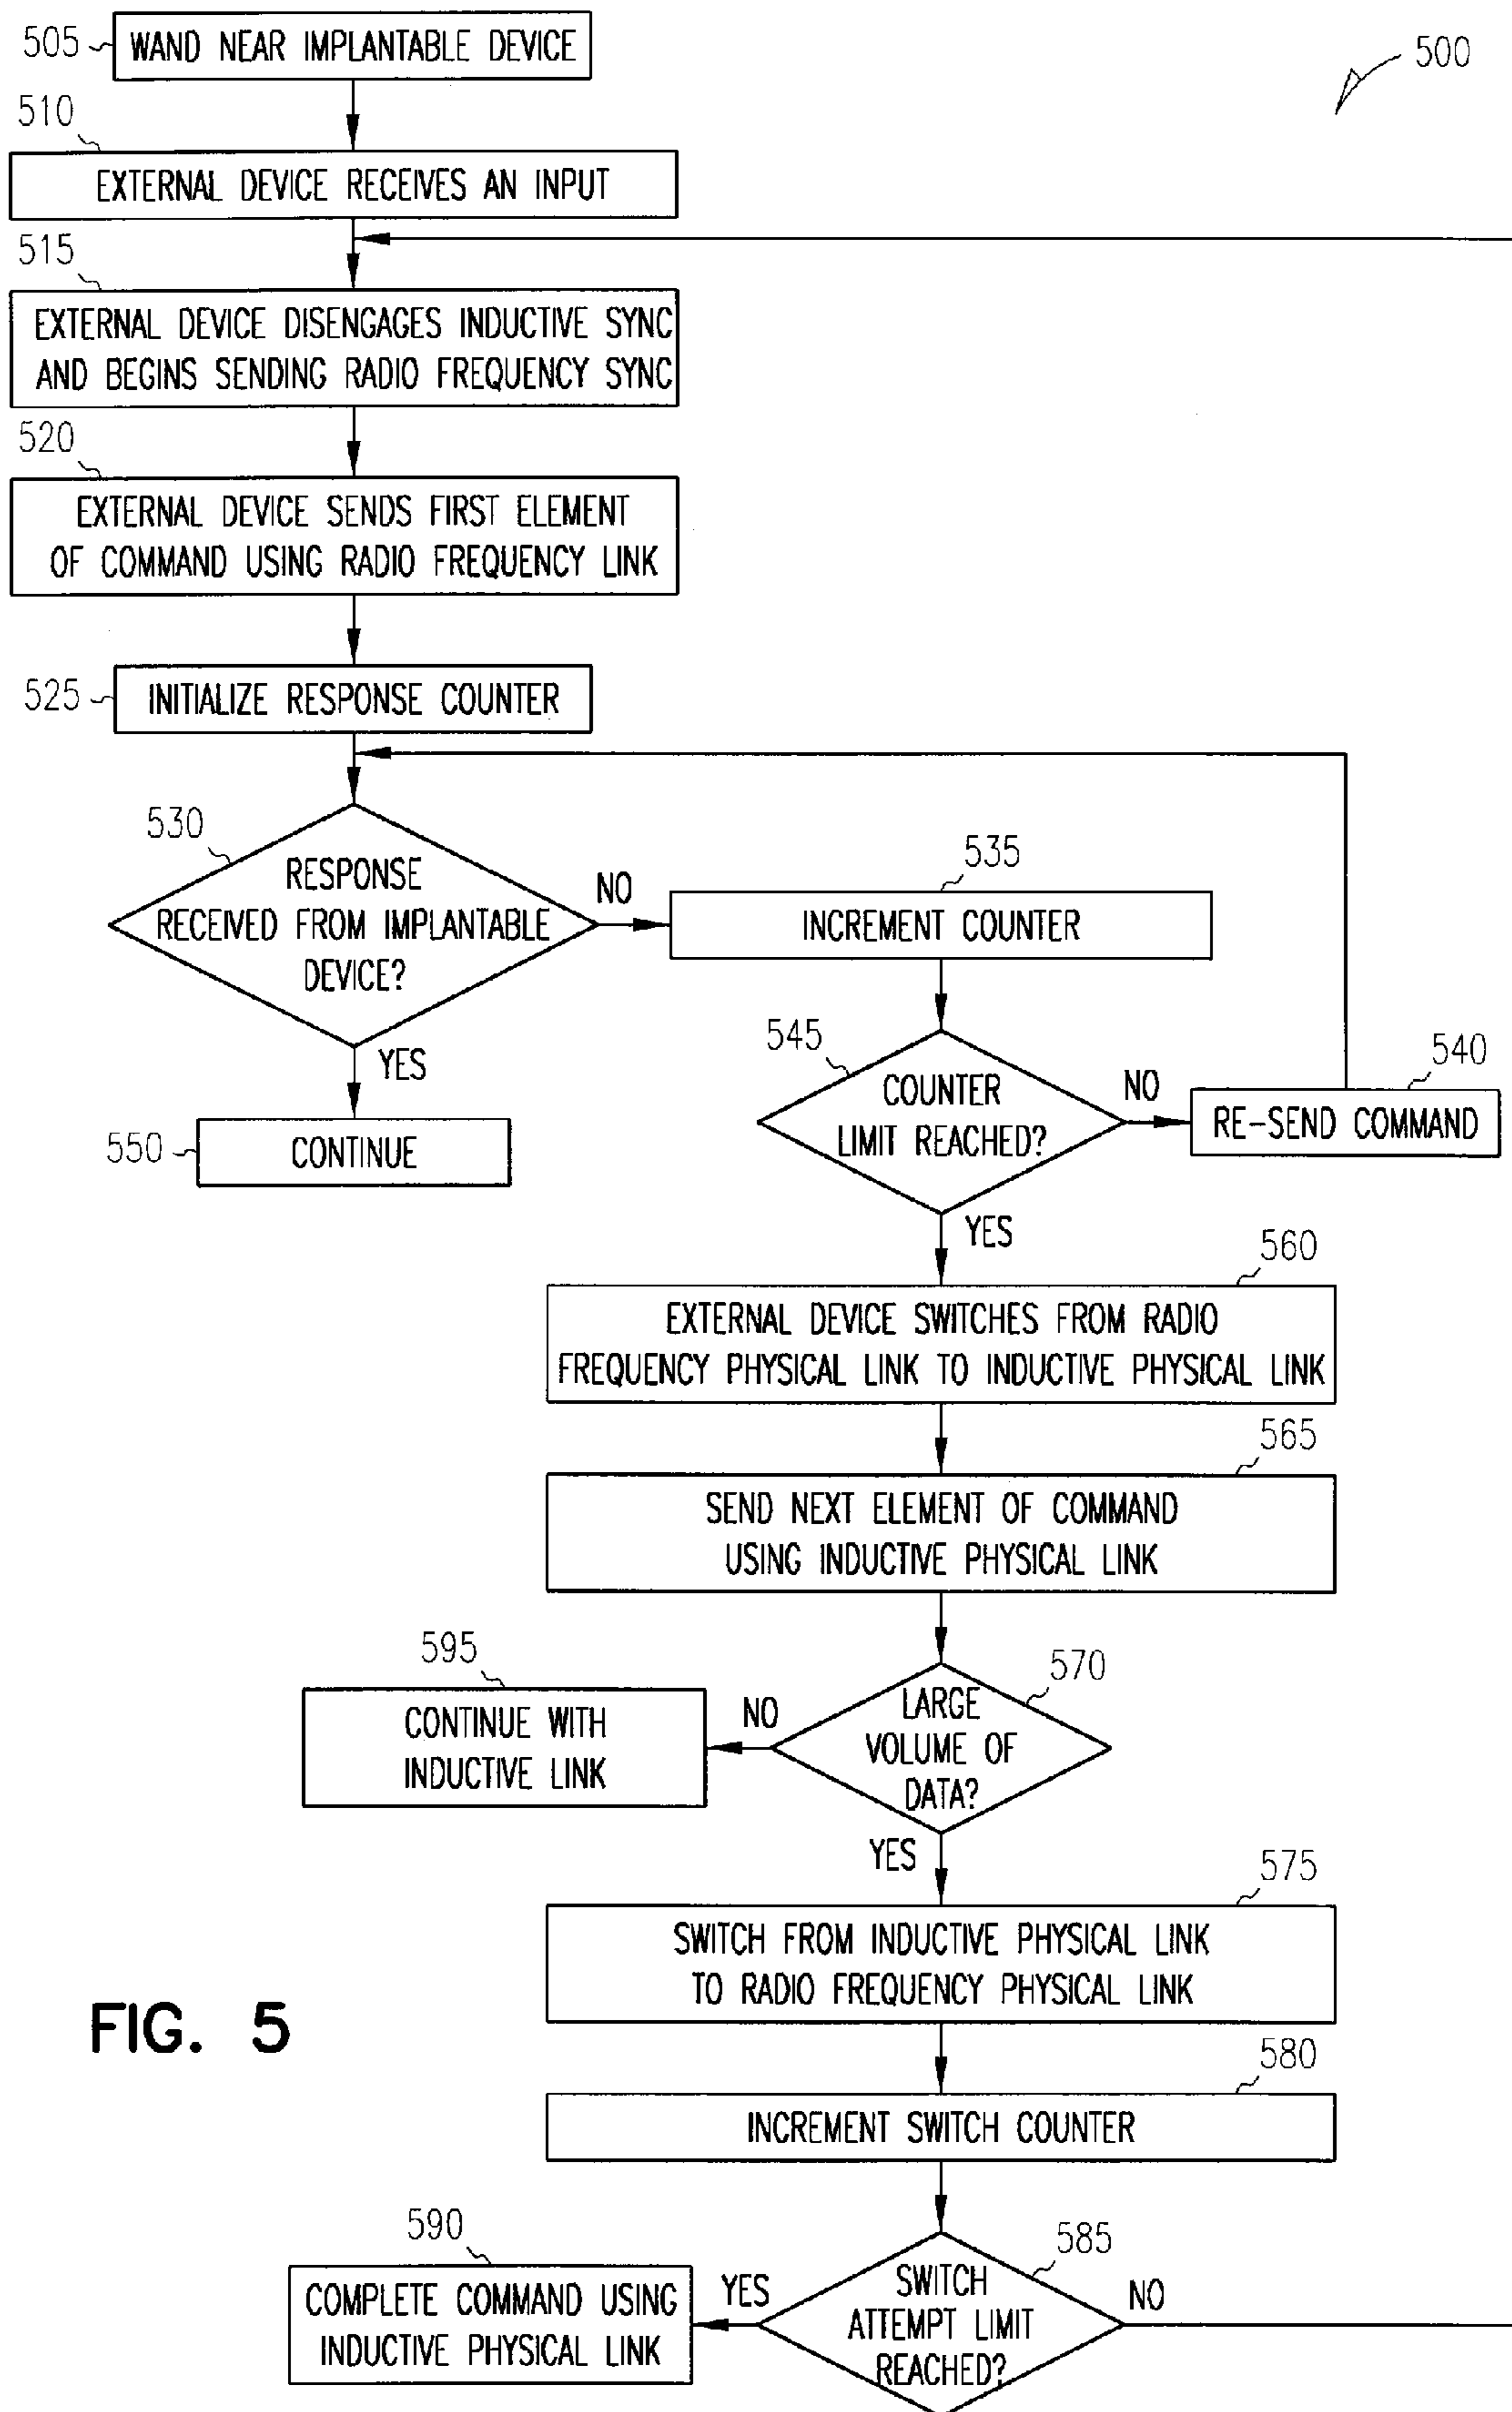 505
WAND NEAR IMPLANTABLE DEVICE
500
510
EXTERNAL DEVICE RECEIVES AN INPUT
515
EXTERNAL DEVICE DISENGAGES INDUCTIVE SYNC
AND BEGINS SENDING RADIO FREQUENCY SYNC
520
EXTERNAL DEVICE SENDS FIRST ELEMENT
OF COMMAND USING RADIO FREQUENCY LINK
525
INITIALIZE RESPONSE COUNTER
530
RESPONSE
RECEIVED FROM IMPLANTABLE
DEVICE?
NO
YES
535
INCREMENT COUNTER
545
COUNTER
LIMIT REACHED?
NO
540
RE-SEND COMMAND
550
CONTINUE
YES
560
EXTERNAL DEVICE SWITCHES FROM RADIO
FREQUENCY PHYSICAL LINK TO INDUCTIVE PHYSICAL LINK
565
SEND NEXT ELEMENT OF COMMAND
USING INDUCTIVE PHYSICAL LINK
570
LARGE
VOLUME OF
DATA?
NO
595
CONTINUE WITH
INDUCTIVE LINK
YES
575
SWITCH FROM INDUCTIVE PHYSICAL LINK
TO RADIO FREQUENCY PHYSICAL LINK
FIG. 5
580
INCREMENT SWITCH COUNTER
585
SWITCH
ATTEMPT LIMIT
REACHED?
YES
NO
590
COMPLETE COMMAND USING
INDUCTIVE PHYSICAL LINK